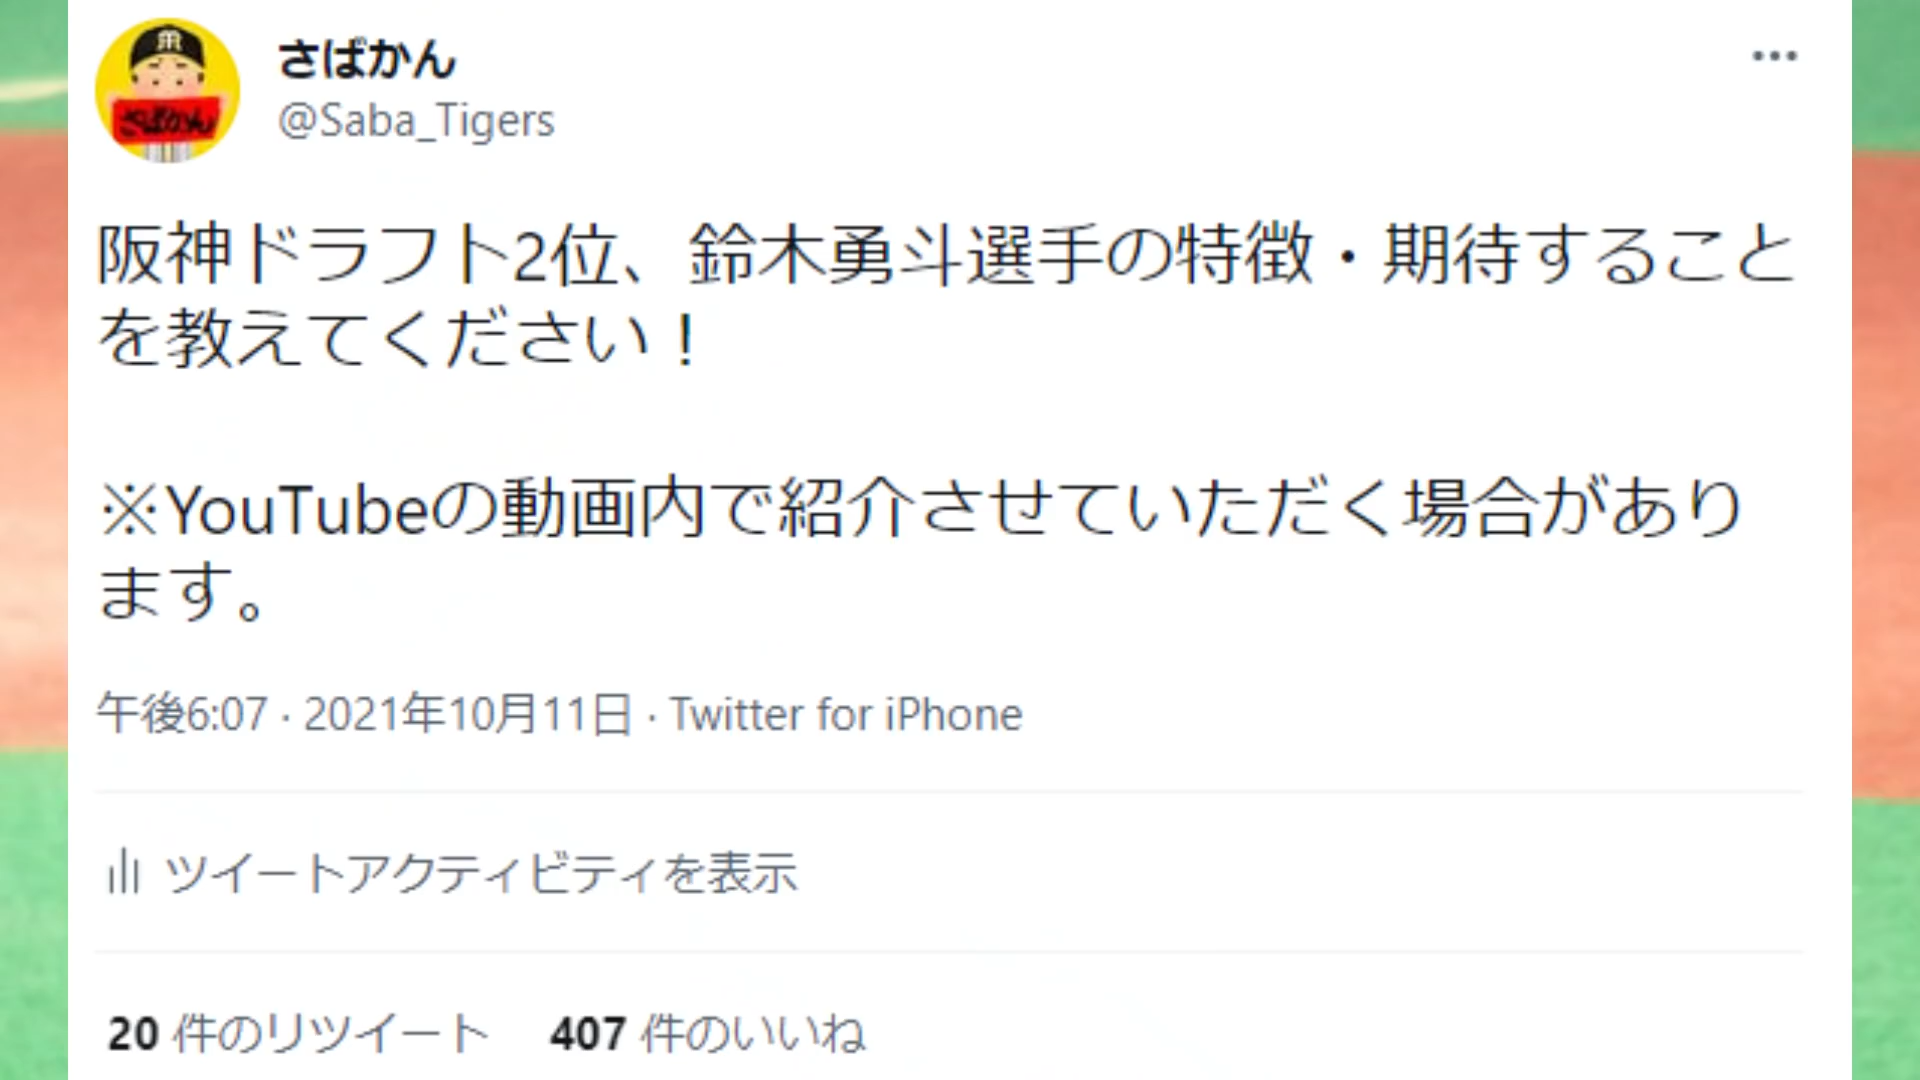 さばかん
@Saba_Tigers
さばかん
阪神ドラフト2位、鈴木勇斗選手の特徴・期待すること
を教えてください！
※YouTubeの動画内で紹介させていただく場合があり
ます。
午後6:07 · 2021年10月11日 · Twitter for iPhone
ツイートアクティビティを表示
20 件のリツイート 407 件のいいね